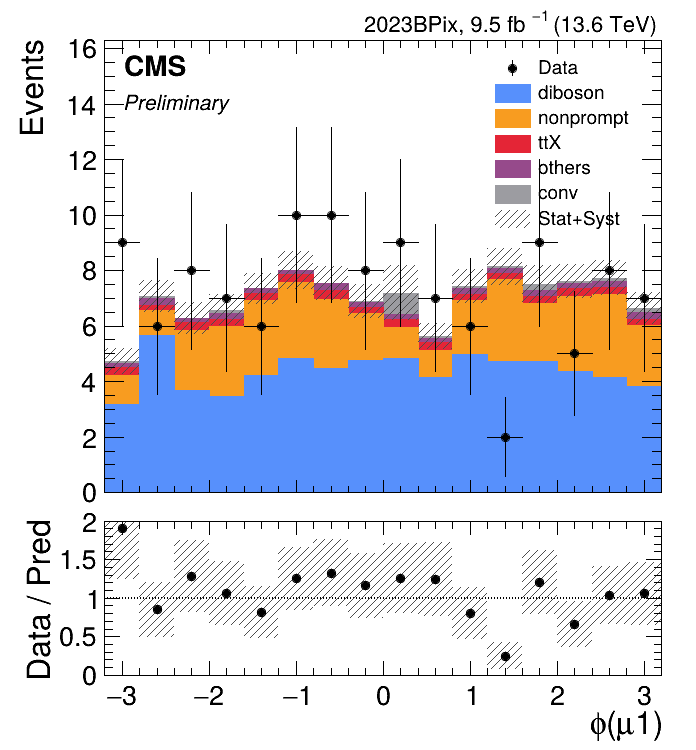 2023BPix, 9.5 fb⁻¹ (13.6 TeV)
CMS
Preliminary
Events
16
14
12
10
8
6
4
2
0
Data
diboson
nonprompt
ttX
others
conv
Stat+Syst
Data / Pred
2
1.5
1
0.5
0
−3 −2 −1 0 1 2 3
ϕ(μ1)